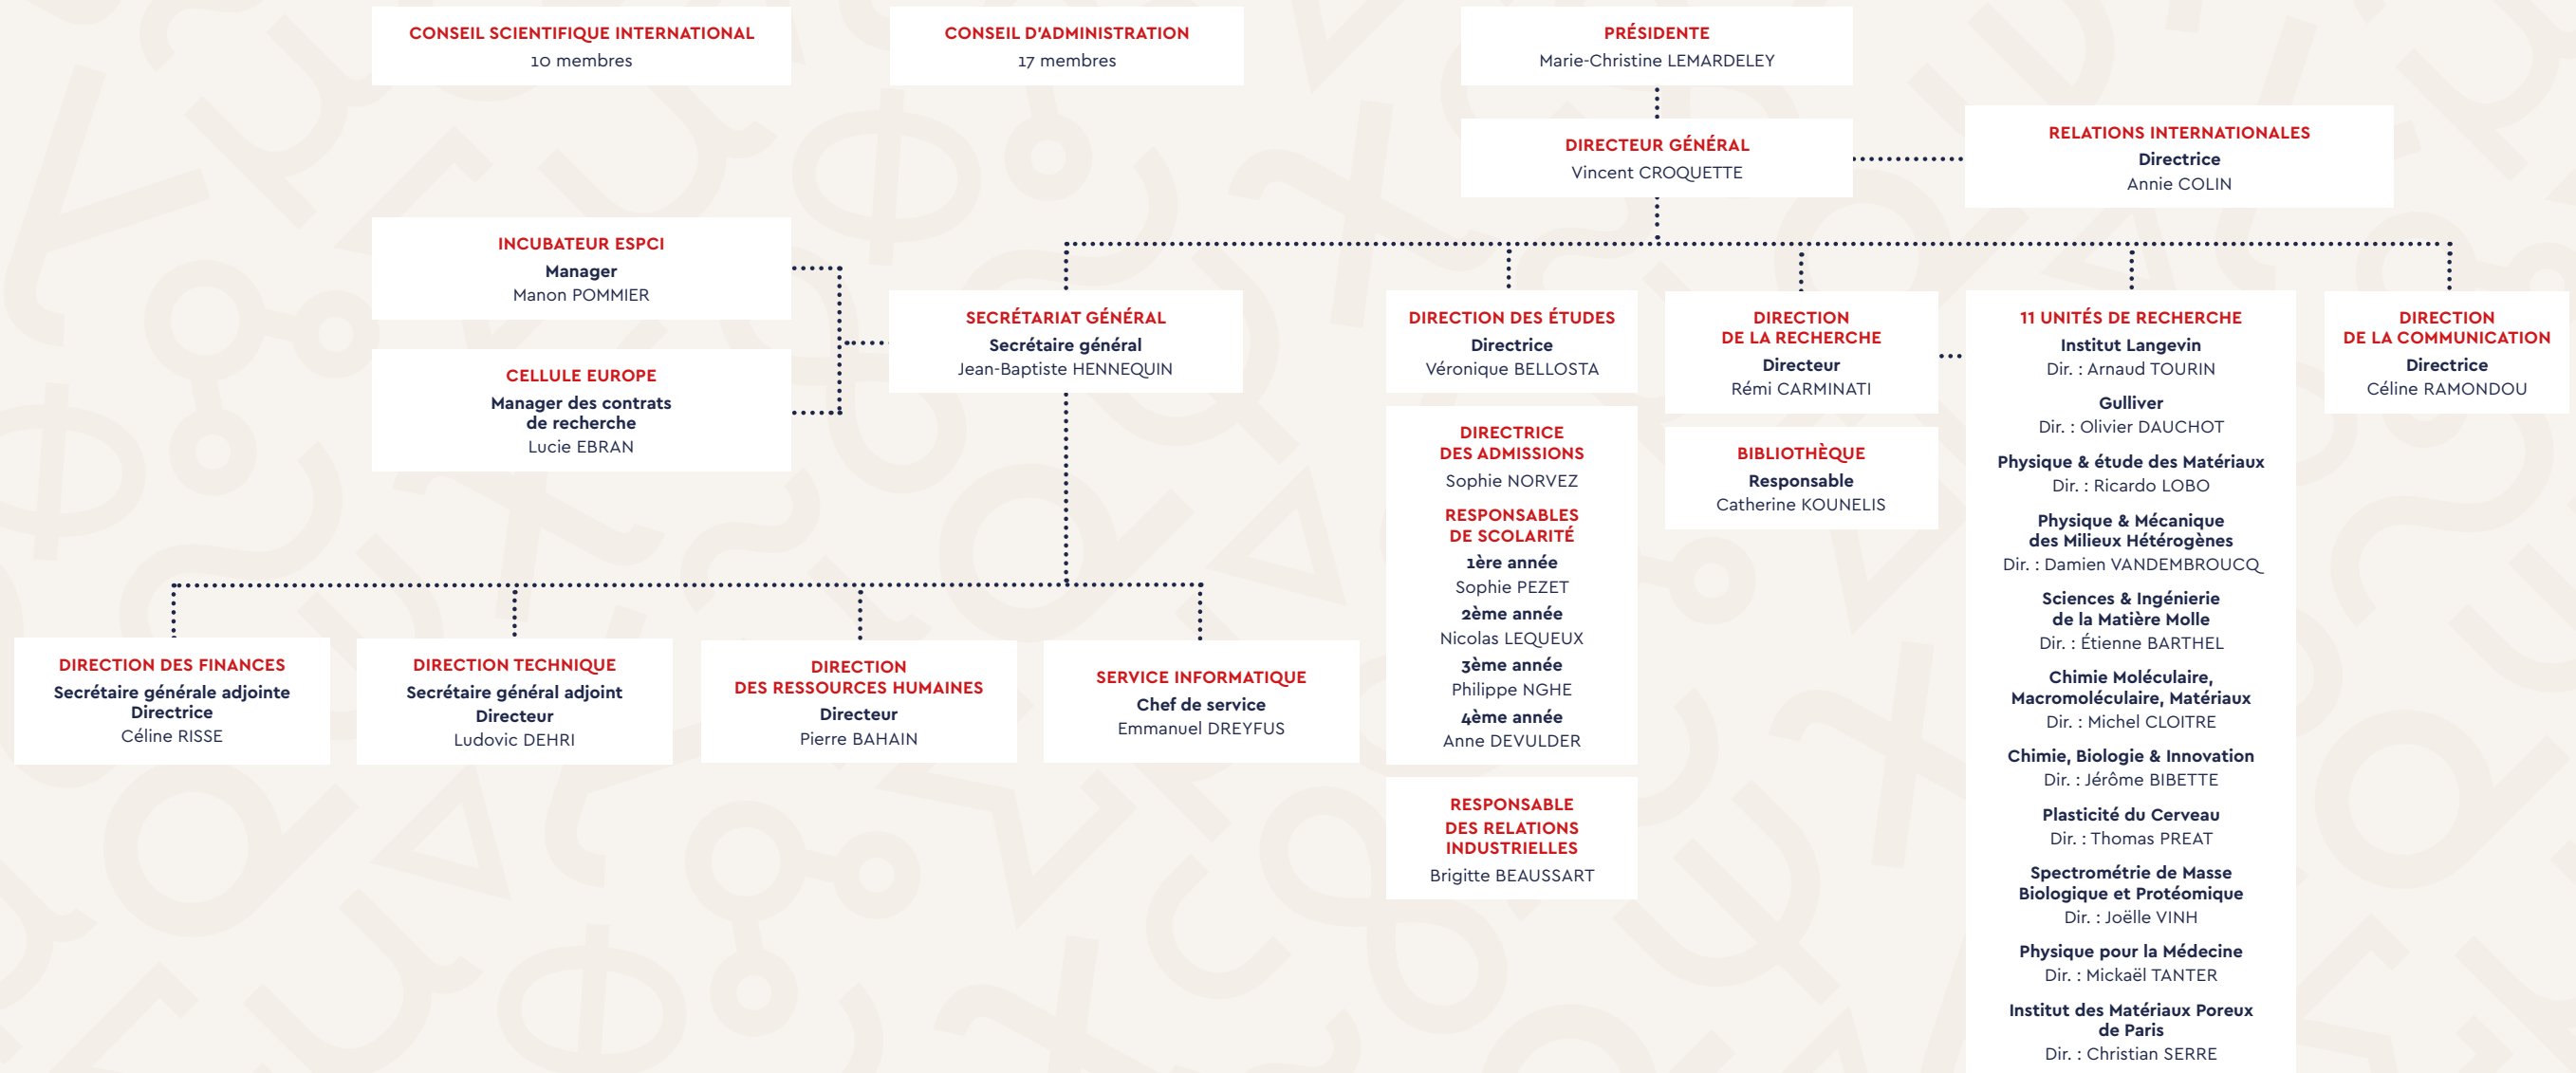 CONSEIL SCIENTIFIQUE INTERNATIONAL
10 membres
CONSEIL D'ADMINISTRATION
17 membres
PRÉSIDENTE
Marie-Christine LEMARDELEY
DIRECTEUR GÉNÉRAL
Vincent CROQUETTE
RELATIONS INTERNATIONALES
Directrice
Annie COLIN
INCUBATEUR ESPCI
Manager
Manon POMMIER
CELLULE EUROPE
Manager des contrats
de recherche
Lucie EBRAN
SECRÉTARIAT GÉNÉRAL
Secrétaire général
Jean-Baptiste HENNEQUIN
DIRECTION DES ÉTUDES
Directrice
Véronique BELLOSTA
DIRECTRICE
DES ADMISSIONS
Sophie NORVEZ
RESPONSABLES
DE SCOLARITÉ
1ère année
Sophie PEZET
2ème année
Nicolas LEQUEUX
3ème année
Philippe NGHE
4ème année
Anne DEVULDER
RESPONSABLE
DES RELATIONS
INDUSTRIELLES
Brigitte BEAUSSART
DIRECTION
DE LA RECHERCHE
Directeur
Rémi CARMINATI
BIBLIOTHÈQUE
Responsable
Catherine KOUNELIS
11 UNITÉS DE RECHERCHE
Institut Langevin
Dir. : Arnaud TOURIN
Gulliver
Dir. : Olivier DAUCHOT
Physique & étude des Matériaux
Dir. : Ricardo LOBO
Physique & Mécanique
des Milieux Hétérogènes
Dir. : Damien VANDEMBROUCQ
Sciences & Ingénierie
de la Matière Molle
Dir. : Étienne BARTHEL
Chimie Moléculaire,
Macromoléculaire, Matériaux
Dir. : Michel CLOITRE
Chimie, Biologie & Innovation
Dir. : Jérôme BIBETTE
Plasticité du Cerveau
Dir. : Thomas PREAT
Spectrométrie de Masse
Biologique et Protéomique
Dir. : Joëlle VINH
Physique pour la Médecine
Dir. : Mickaël TANTER
Institut des Matériaux Poreux
de Paris
Dir. : Christian SERRE
DIRECTION
DE LA COMMUNICATION
Directrice
Céline RAMONDOU
DIRECTION DES FINANCES
Secrétaire générale adjointe
Directrice
Céline RISSE
DIRECTION TECHNIQUE
Secrétaire général adjoint
Directeur
Ludovic DEHRI
DIRECTION
DES RESSOURCES HUMAINES
Directeur
Pierre BAHAIN
SERVICE INFORMATIQUE
Chef de service
Emmanuel DREYFUS